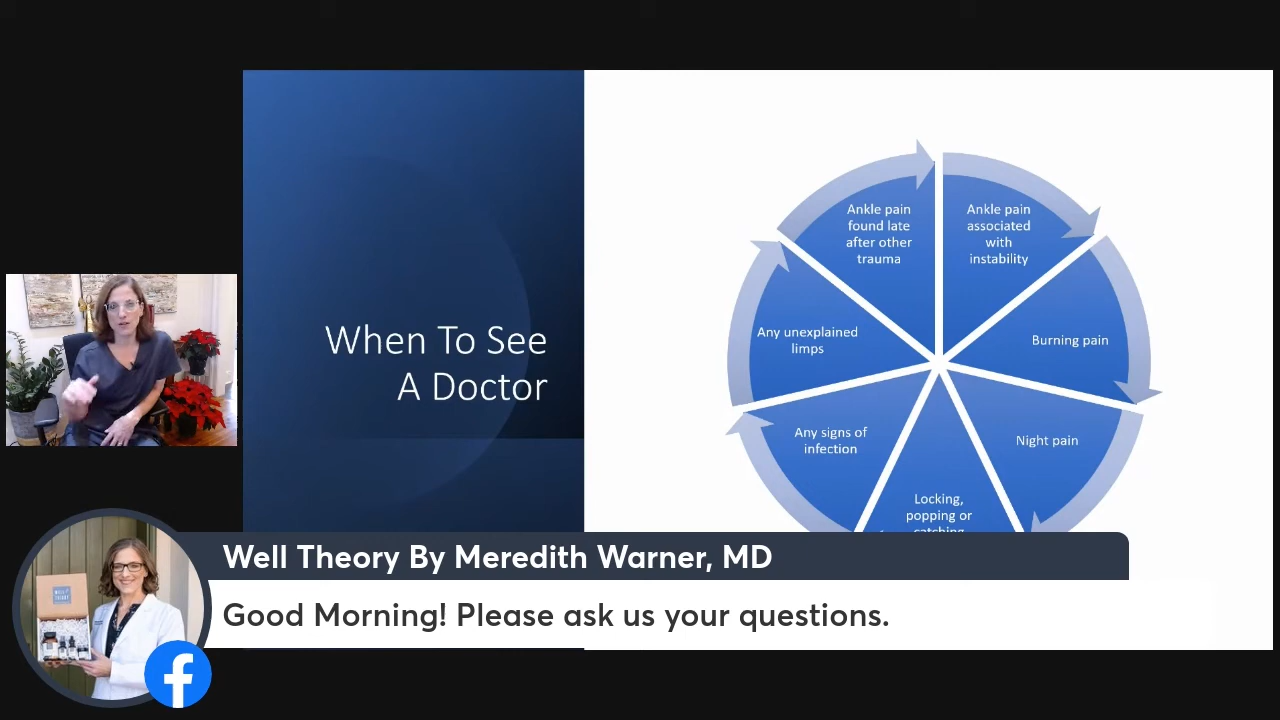 When To See
A Doctor
Ankle pain
found late
after other
trauma
Ankle pain
associated
with
instability
Any unexplained
limps
Burning pain
Any signs of
infection
Night pain
Locking,
popping or
catching
Well Theory By Meredith Warner, MD
Good Morning! Please ask us your questions.